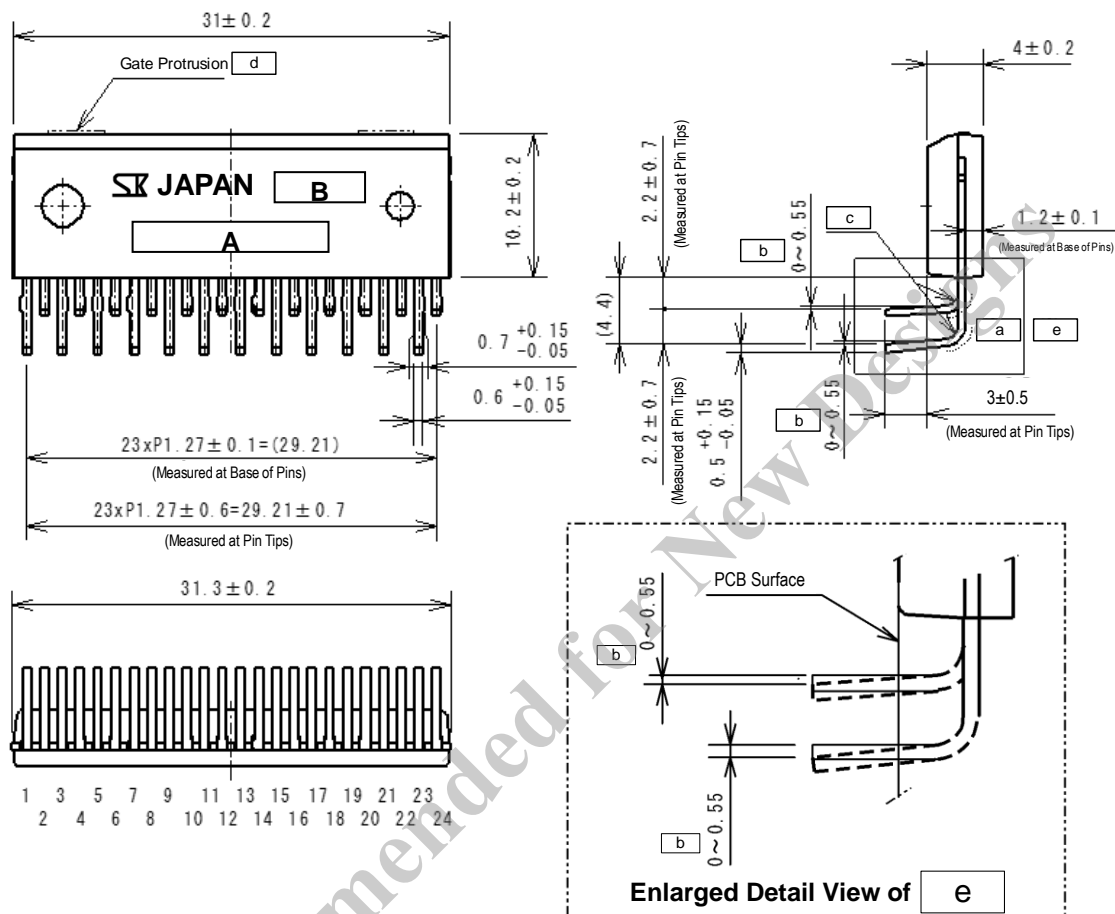 31± 0.2
Gate Protrusion d
SK JAPAN B
A
10.2± 0.2
0.7 +0.15 -0.05
0.6 +0.15 -0.05
23xP1.27± 0.1=(29.21)
(Measured at Base of Pins)
23xP1.27± 0.6=29.21± 0.7
(Measured at Pin Tips)
31.3± 0.2
1 3 5 7 9 11 13 15 17 19 21 23
2 4 6 8 10 12 14 16 18 20 22 24
4± 0.2
2.2± 0.7
(Measured at Pin Tips)
b
0~0.55
c
1.2± 0.1
(Measured at Base of Pins)
(4.4)
a e
2.2± 0.7
(Measured at Pin Tips)
0.5 +0.15 -0.05
b
0~0.55
3±0.5
(Measured at Pin Tips)
PCB Surface
b
0~0.55
b
0~0.55
Enlarged Detail View of e
mmended for New Designs